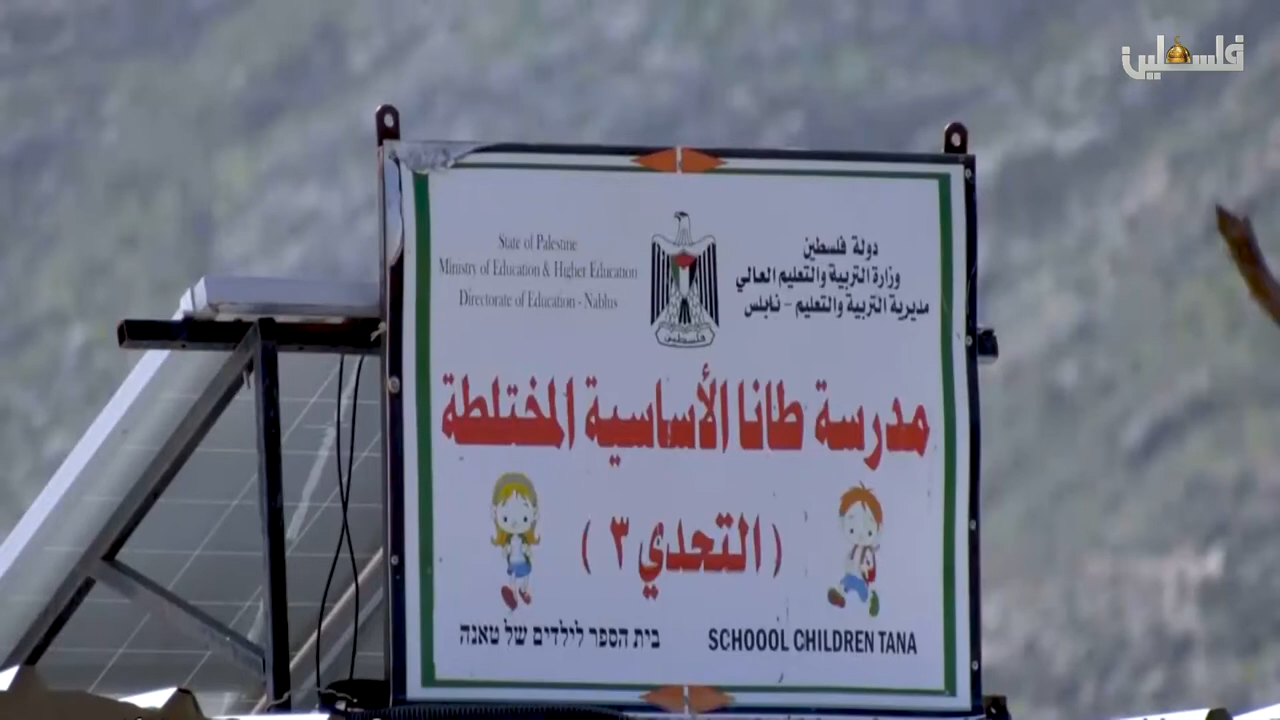 فلسطين
State of Palestine
Ministry of Education & Higher Education
Directorate of Education - Nablus
دولة فلسطين
وزارة التربية والتعليم العالي
مديرية التربية والتعليم - نابلس
فلسطين
مدرسة طانا الأساسية المختلطة
( التحدي ٣ )
בית הספר לילדים של טאנה
SCHOOOL CHILDREN TANA